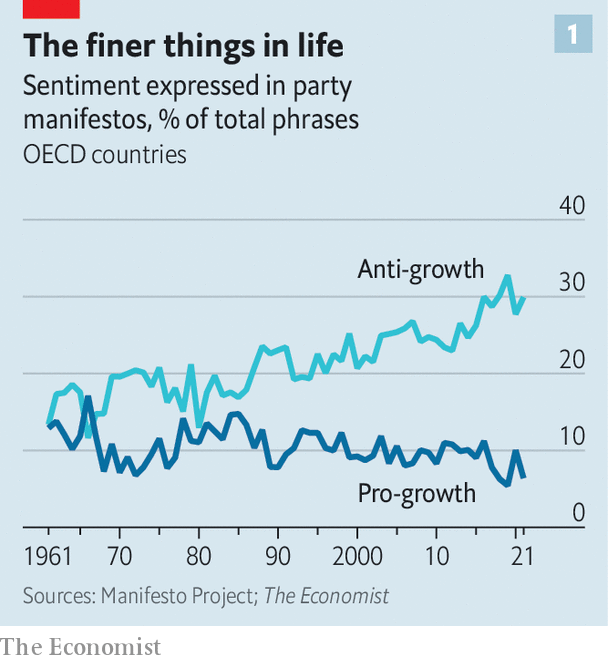 1
The finer things in life
Sentiment expressed in party
manifestos, % of total phrases
OECD countries
40
Anti-growth
30
20
10
Pro-growth
0
1961 70 80 90 2000 10 21
Sources: Manifesto Project; The Economist
The Economist